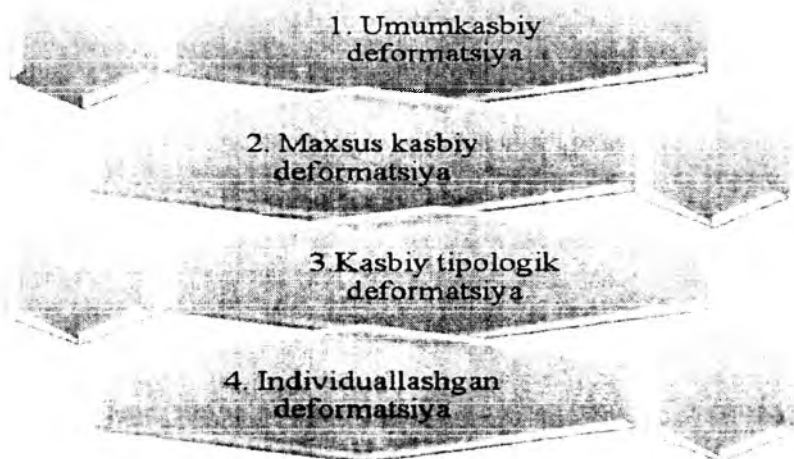 1. Umumkasbiy
deformatsiya
2. Maxsus kasbiy
deformatsiya
3.Kasbiy tipologik
deformatsiya
4. Individuallashgan
deformatsiya